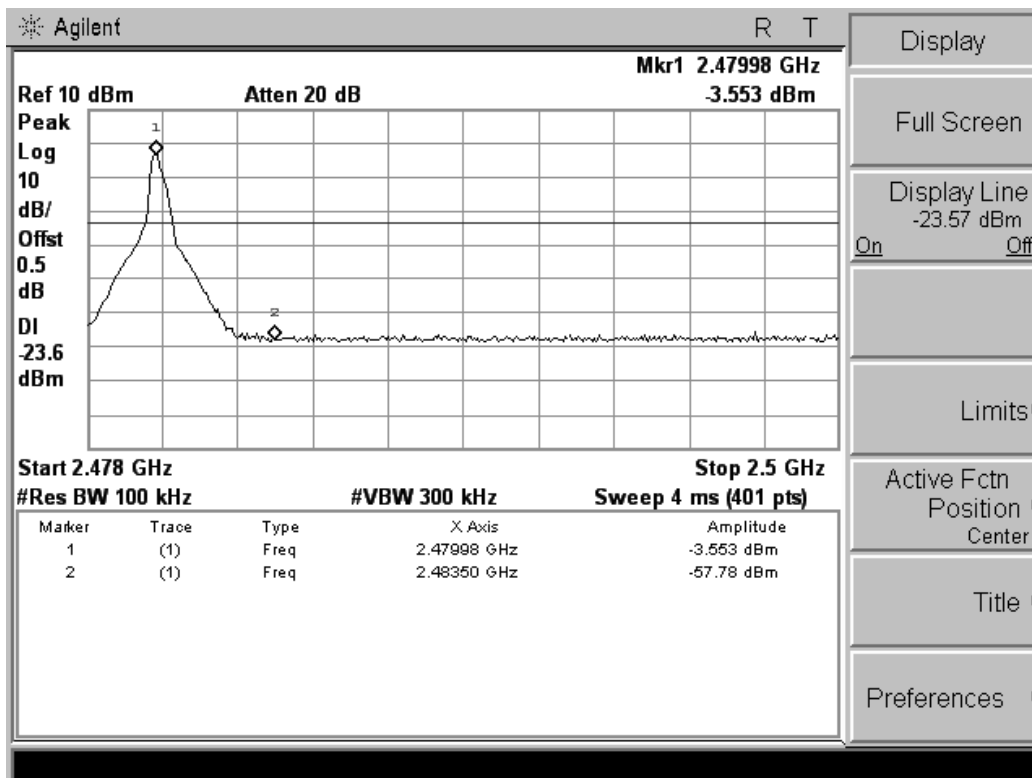 Agilent R T
Mkr1 2.47998 GHz
Ref 10 dBm Atten 20 dB -3.553 dBm
Peak
Log
10
dB/
Offst
0.5
dB
DI
-23.6
dBm
1
2
Start 2.478 GHz Stop 2.5 GHz
#Res BW 100 kHz #VBW 300 kHz Sweep 4 ms (401 pts)
Marker Trace Type X Axis Amplitude
1 (1) Freq 2.47998 GHz -3.553 dBm
2 (1) Freq 2.48350 GHz -57.78 dBm
Display
Full Screen
Display Line
-23.57 dBm
On Off
Limits
Active Fctn
Position
Center
Title
Preferences